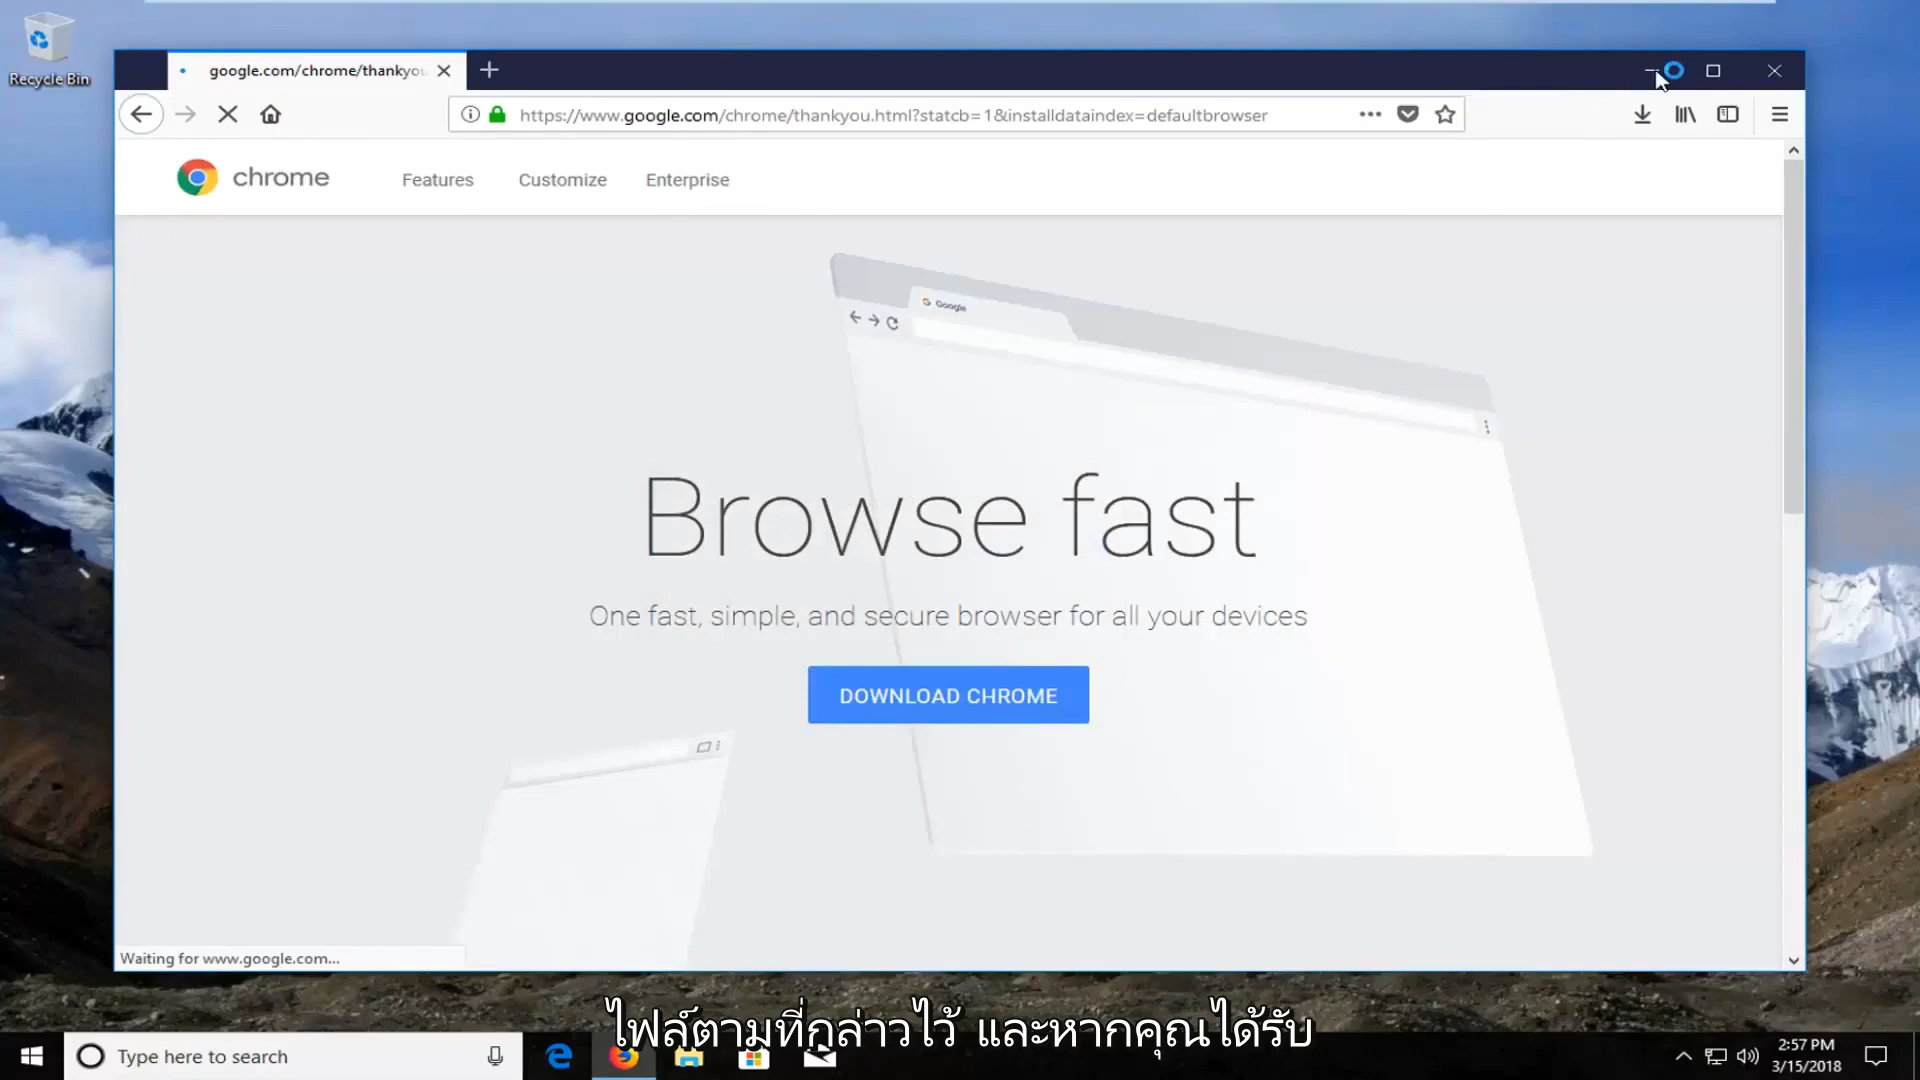 Recycle Bin
google.com/chrome/thankyou
https://www.google.com/chrome/thankyou.html?statcb=1&installdataindex=defaultbrowser
chrome
Features
Customize
Enterprise
Google
Browse fast
One fast, simple, and secure browser for all your devices
DOWNLOAD CHROME
Waiting for www.google.com...
ไฟล์ตามที่กล่าวไว้ และหากคุณได้รับ
Type here to search
2:57 PM
3/15/2018